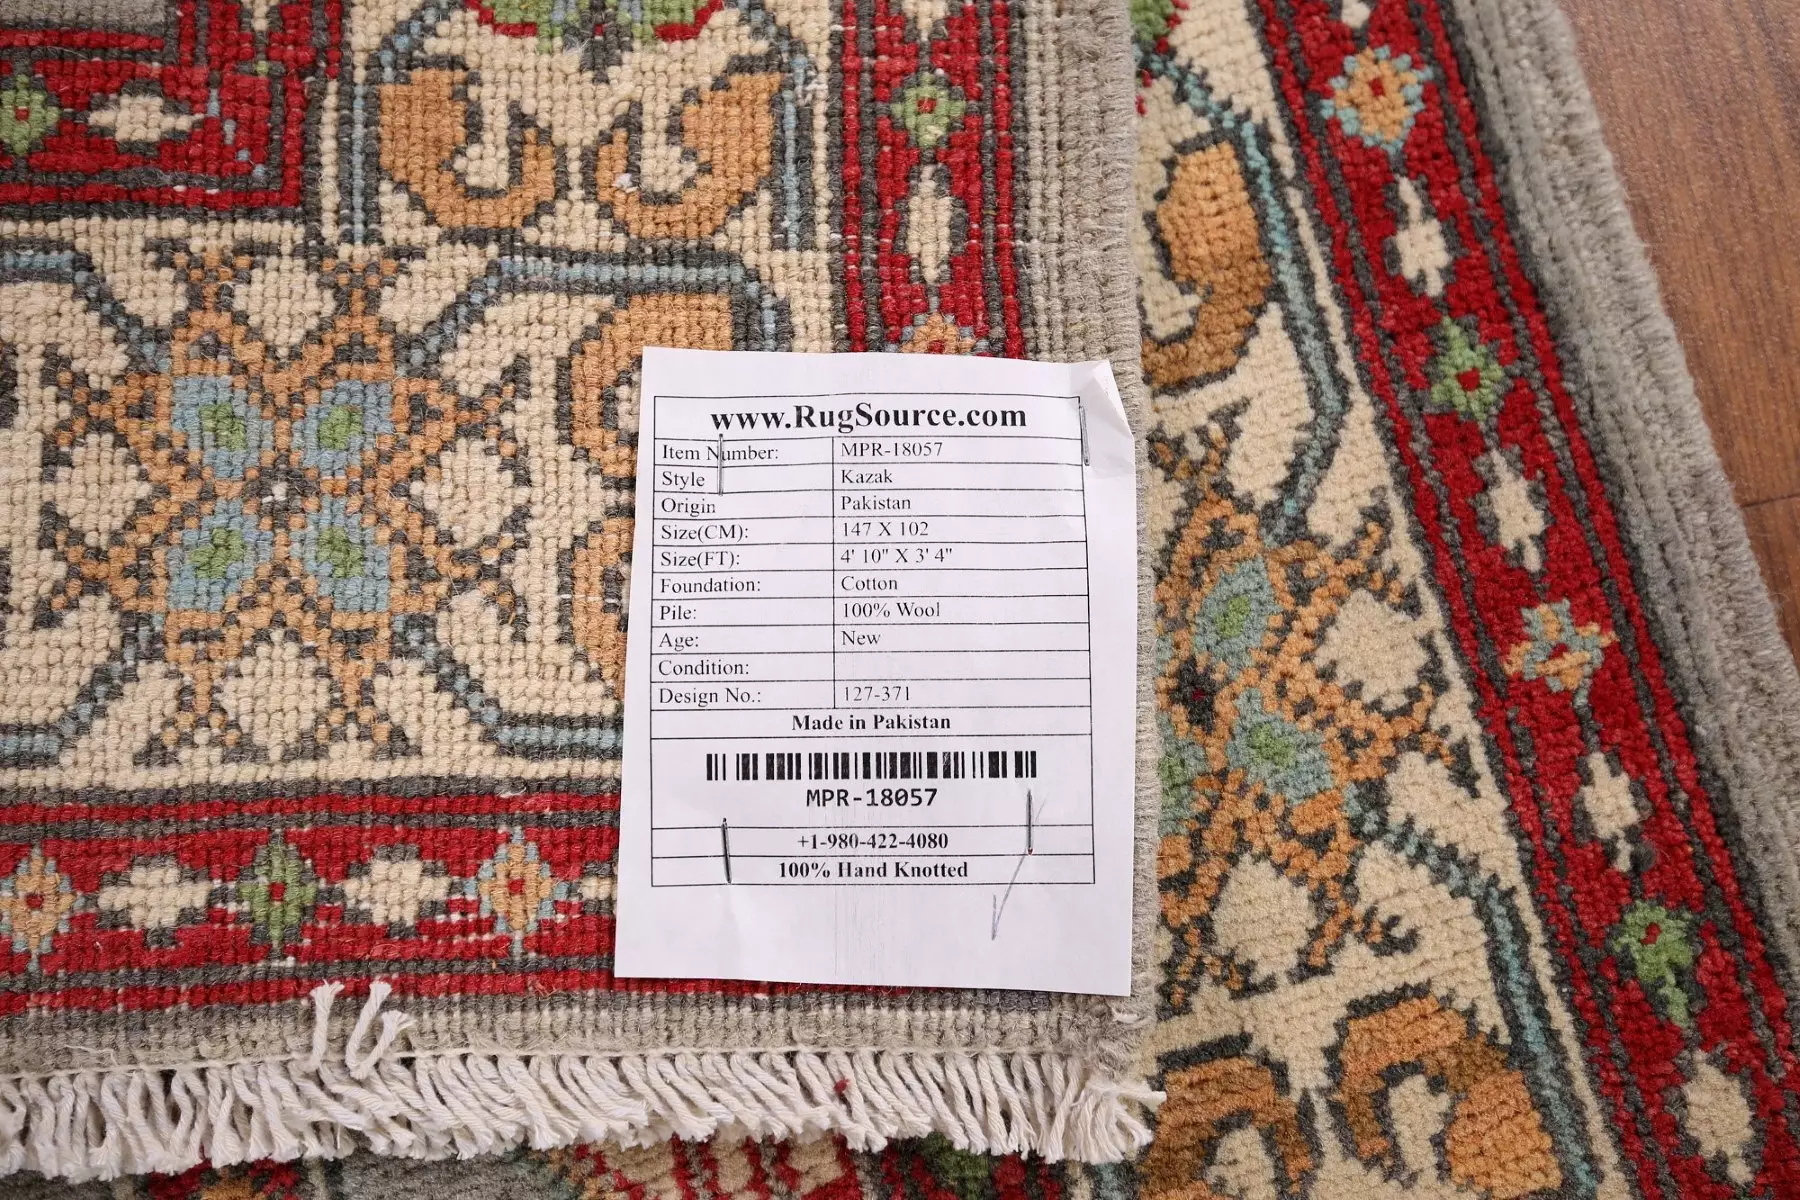 www.RugSource.com
Item Number: MPR-18057
Style Kazak
Origin Pakistan
Size(CM): 147 X 102
Size(FT): 4' 10" X 3' 4"
Foundation: Cotton
Pile: 100% Wool
Age: New
Condition:
Design No.: 127-371
Made in Pakistan
MPR-18057
+1-980-422-4080
100% Hand Knotted